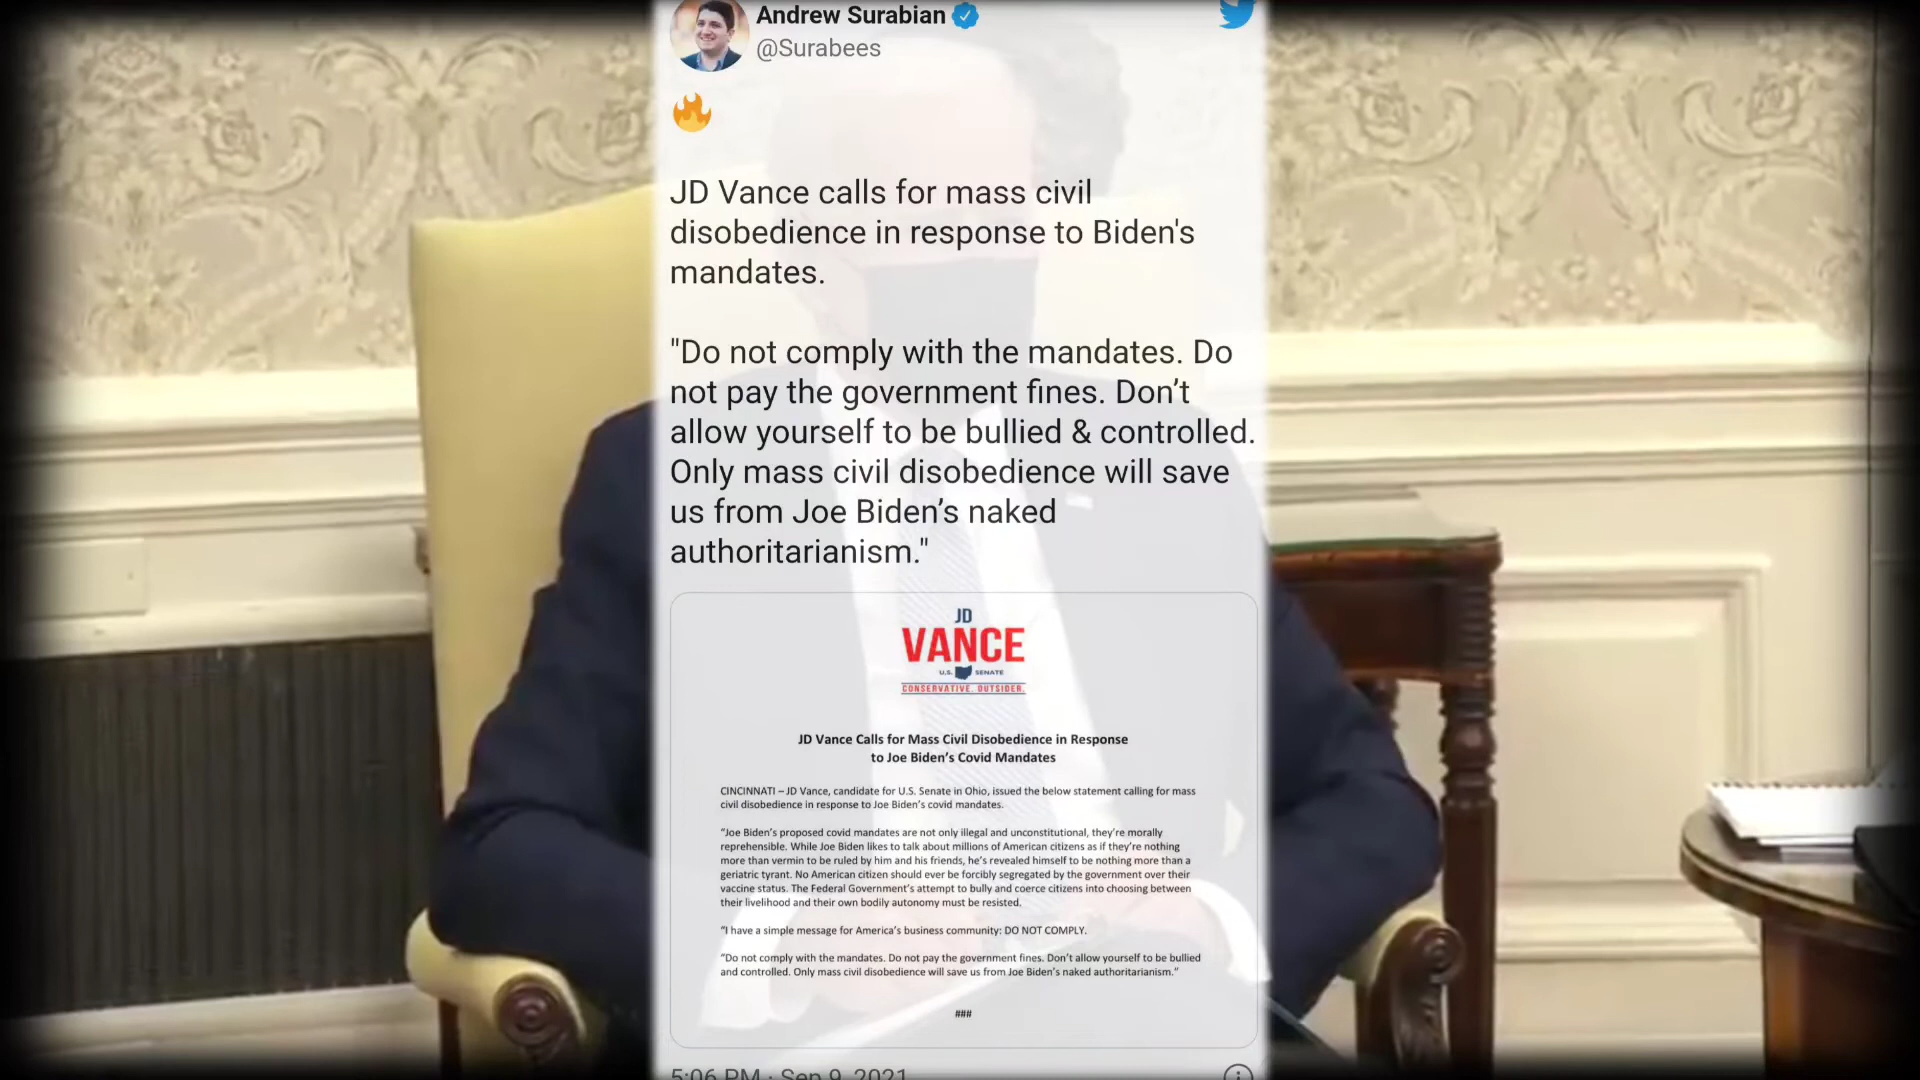 Andrew Surabian
@Surabees
🔥
JD Vance calls for mass civil
disobedience in response to Biden's
mandates.
"Do not comply with the mandates. Do
not pay the government fines. Don’t
allow yourself to be bullied & controlled.
Only mass civil disobedience will save
us from Joe Biden’s naked
authoritarianism."
JD
VANCE
U.S. SENATE
CONSERVATIVE. OUTSIDER.
JD Vance Calls for Mass Civil Disobedience in Response
to Joe Biden’s Covid Mandates
CINCINNATI – JD Vance, candidate for U.S. Senate in Ohio, issued the below statement calling for mass
civil disobedience in response to Joe Biden’s covid mandates.
“Joe Biden’s proposed covid mandates are not only illegal and unconstitutional, they’re morally
reprehensible. While Joe Biden likes to talk about millions of American citizens as if they’re nothing
more than vermin to be ruled by him and his friends, he’s revealed himself to be nothing more than a
geriatric tyrant. No American citizen should ever be forcibly segregated by the government over their
vaccine status. The Federal Government’s attempt to bully and coerce citizens into choosing between
their livelihood and their own bodily autonomy must be resisted.
“I have a simple message for America’s business community: DO NOT COMPLY.
“Do not comply with the mandates. Do not pay the government fines. Don’t allow yourself to be bullied
and controlled. Only mass civil disobedience will save us from Joe Biden’s naked authoritarianism.”
###
5:06 PM · Sep 9, 2021